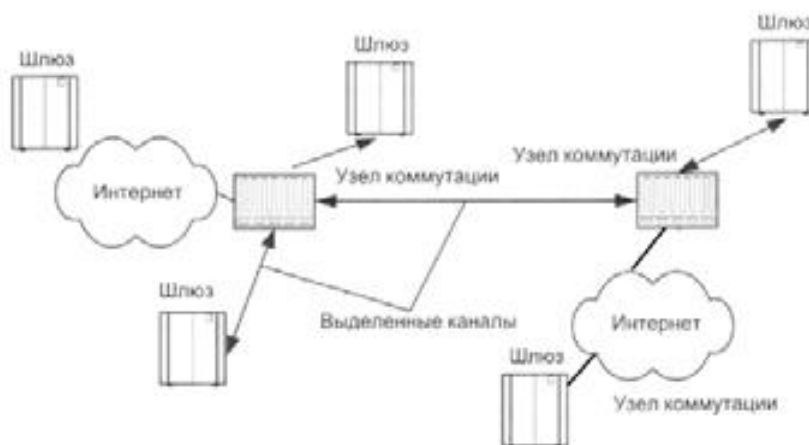 Шлюз
Шлюз
Шлюз
Узел коммутации
Узел коммутации
Интернет
Шлюз
Выделенные каналы
Интернет
Шлюз
Узел коммутации